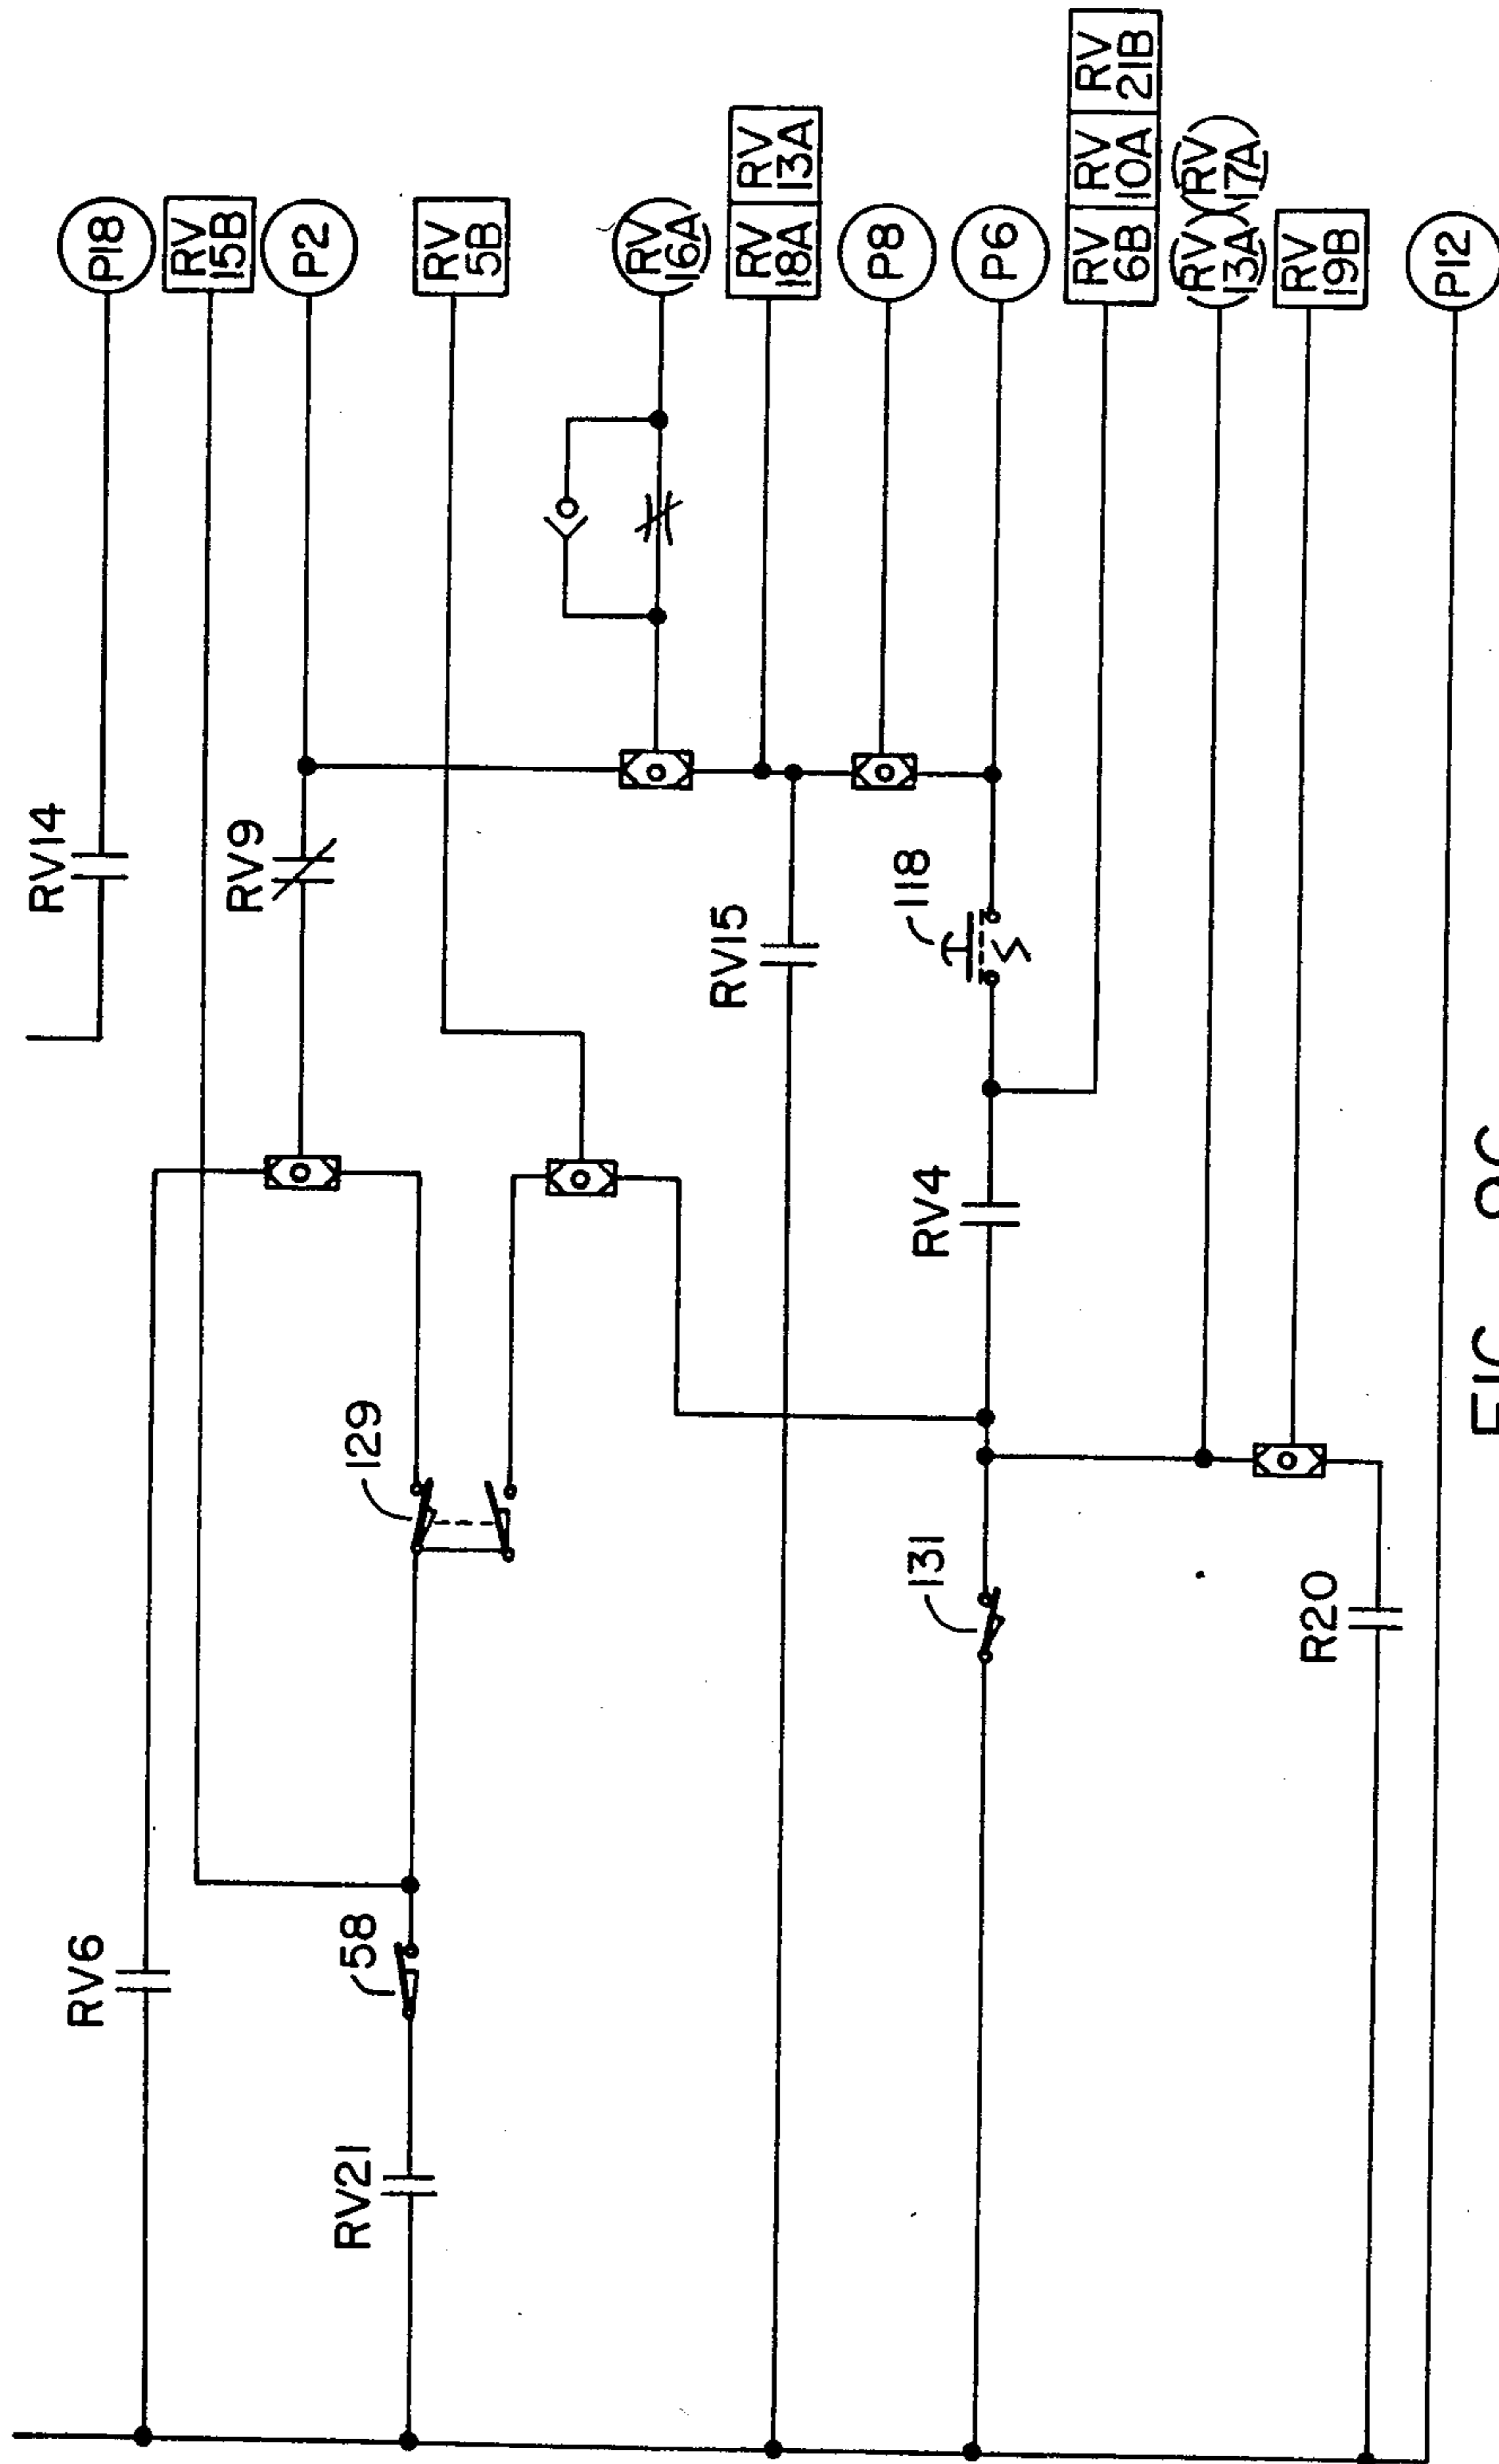 RV14
P18
RV
15B
RV6
RV9
P2
RV21
58
129
RV
5B
RV
16A
RV15
RV
18A
RV
13A
P8
131
RV4
118
P6
RV
6B
RV
10A
RV
21B
RV
13A
RV
17A
R20
RV
19B
P12